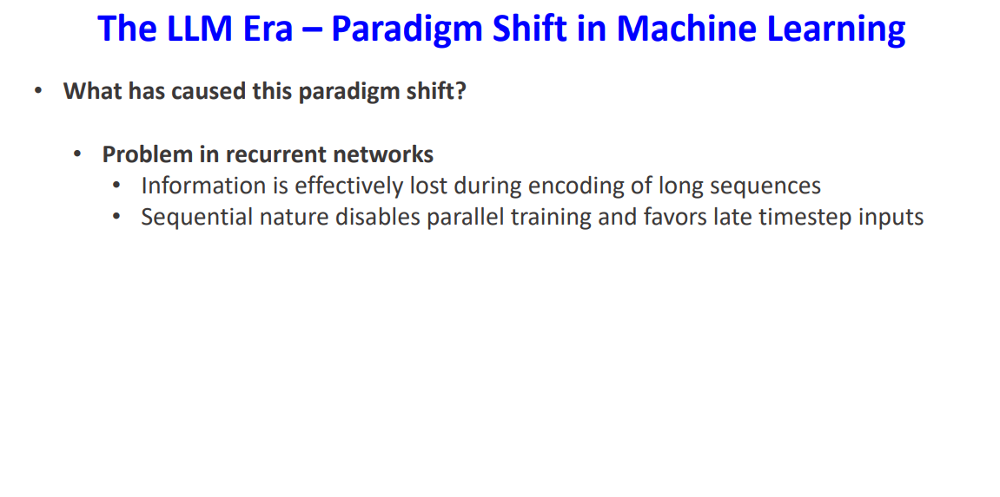 The LLM Era – Paradigm Shift in Machine Learning
• What has caused this paradigm shift?
• Problem in recurrent networks
• Information is effectively lost during encoding of long sequences
• Sequential nature disables parallel training and favors late timestep inputs